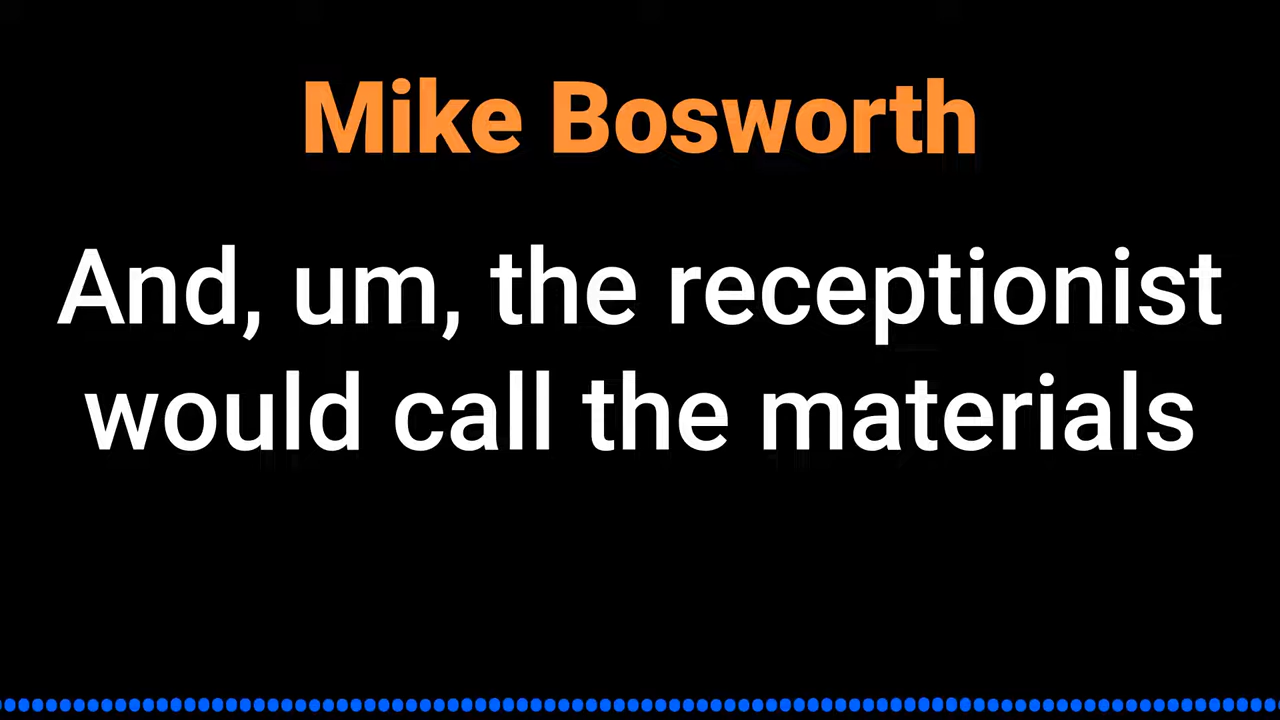 Mike Bosworth
And, um, the receptionist
would call the materials